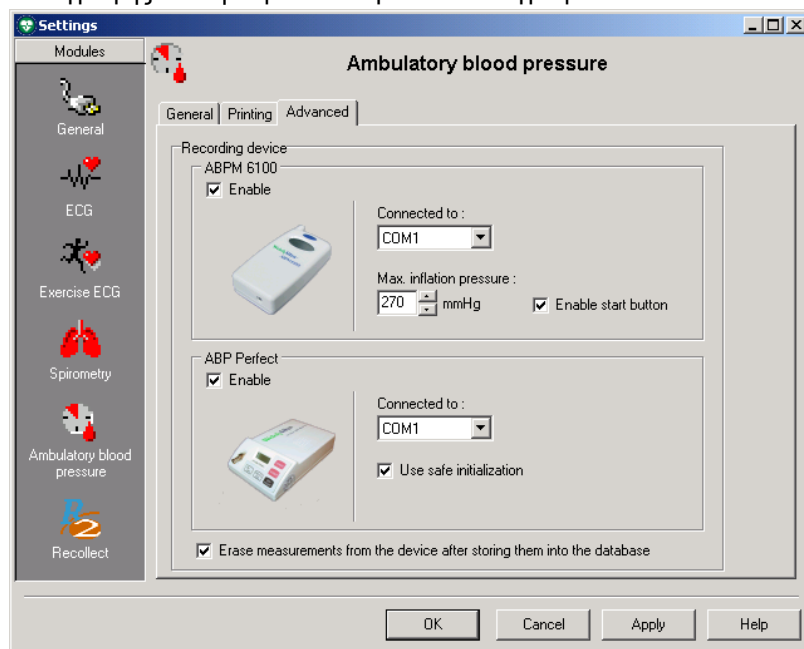 Settings
Modules
General
ECG
Exercise ECG
Spirometry
Ambulatory blood
pressure
Recollect
Ambulatory blood pressure
General
Printing
Advanced
Recording device
ABPM 6100
Enable
Connected to :
COM1
Max. inflation pressure :
270 mmHg
Enable start button
ABP Perfect
Enable
Connected to :
COM1
Use safe initialization
Erase measurements from the device after storing them into the database
OK
Cancel
Apply
Help